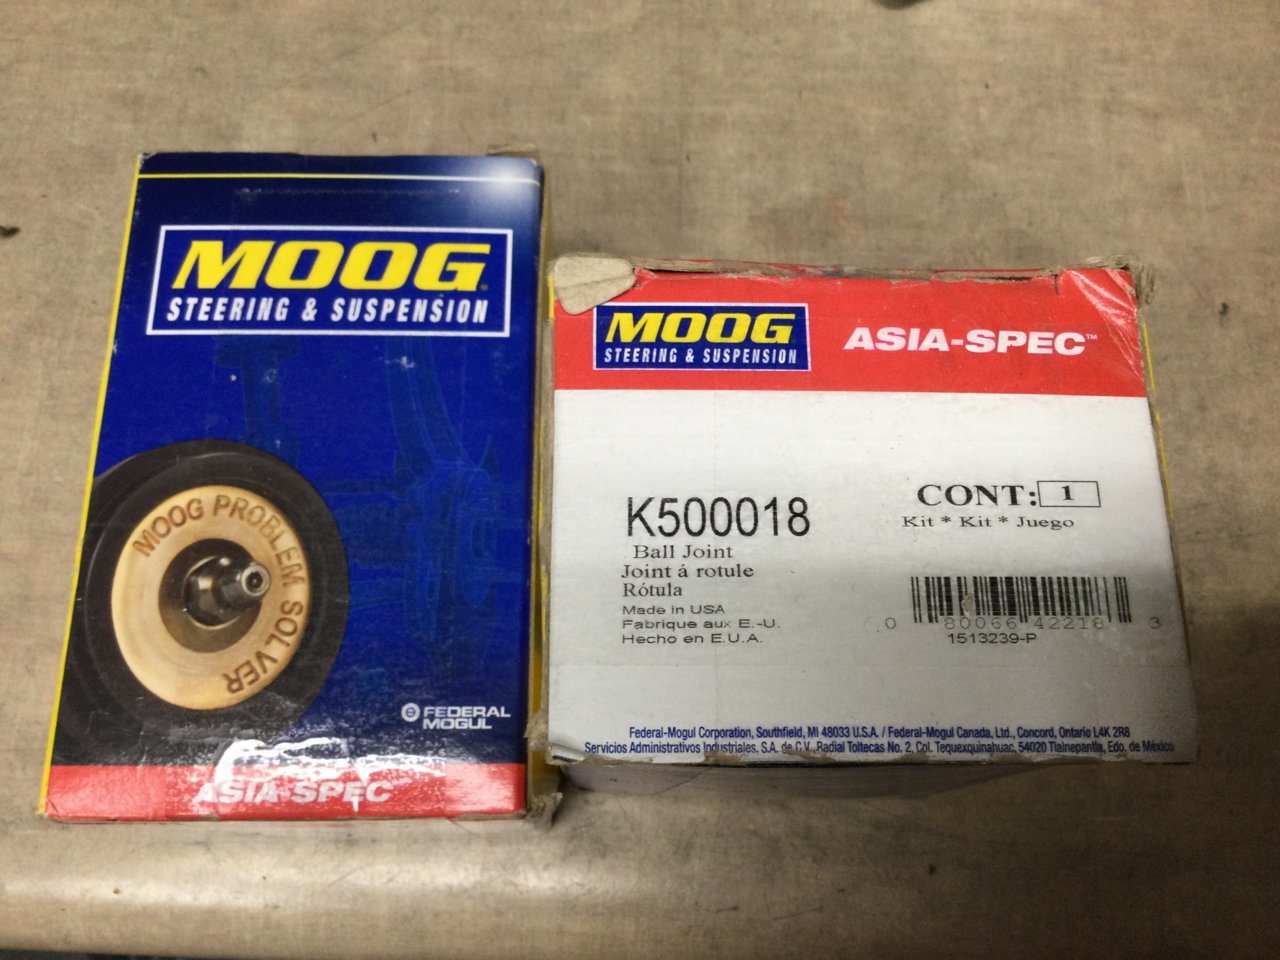 MOOG
STEERING & SUSPENSION
MOOG PROBLEM SOLVER
FEDERAL
MOGUL
ASIA-SPEC
MOOG
STEERING & SUSPENSION
ASIA-SPEC™
K500018
Ball Joint
Joint á rotule
Rótula
Made in USA
Fabrique aux E.-U.
Hecho en E.U.A.
CONT: 1
Kit * Kit * Juego
0 80066 42218 3
1513239-P
Federal-Mogul Corporation, Southfield, MI 48033 U.S.A. / Federal-Mogul Canada, Ltd., Concord, Ontario L4K 2R8
Servicios Administrativos Industriales, S.A. de C.V., Radial Toltecas No. 2, Col. Tequexquinahuac, 54020 Tlalnepantla, Edo. de México